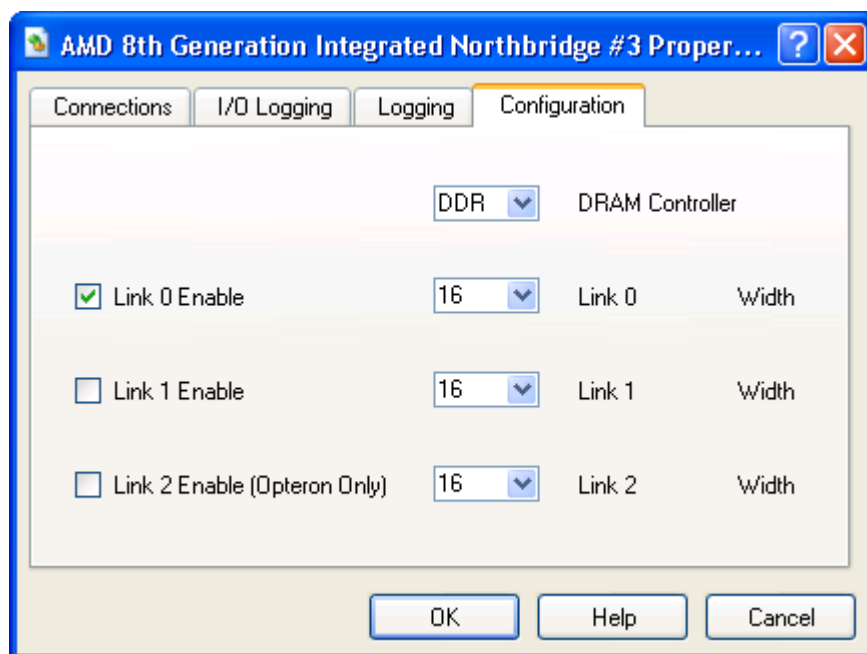 AMD 8th Generation Integrated Northbridge #3 Proper...
Connections I/O Logging Logging Configuration
DDR DRAM Controller
Link 0 Enable 16 Link 0 Width
Link 1 Enable 16 Link 1 Width
Link 2 Enable (Opteron Only) 16 Link 2 Width
OK Help Cancel